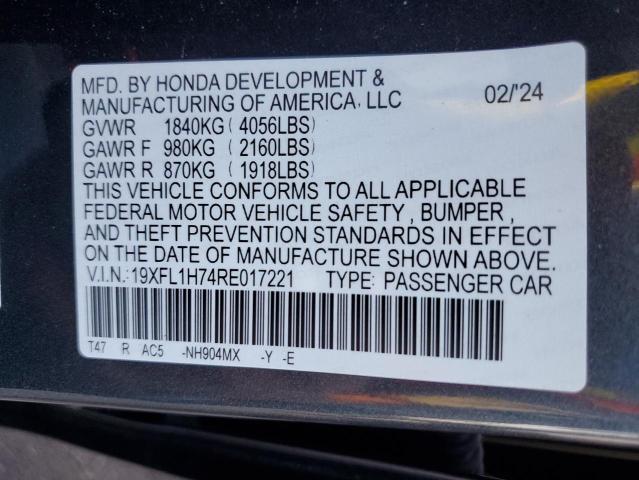 MFD. BY HONDA DEVELOPMENT &
MANUFACTURING OF AMERICA, LLC 02/'24
GVWR 1840KG ( 4056LBS)
GAWR F 980KG ( 2160LBS)
GAWR R 870KG ( 1918LBS)
THIS VEHICLE CONFORMS TO ALL APPLICABLE
FEDERAL MOTOR VEHICLE SAFETY , BUMPER ,
AND THEFT PREVENTION STANDARDS IN EFFECT
ON THE DATE OF MANUFACTURE SHOWN ABOVE.
V.I.N.: 19XFL1H74RE017221 TYPE: PASSENGER CAR
T47 R AC5 -NH904MX -Y -E